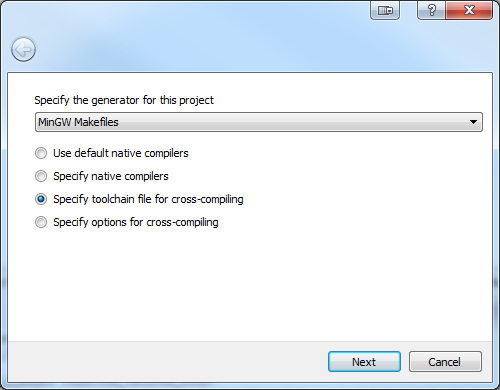 Specify the generator for this project
MinGW Makefiles
Use default native compilers
Specify native compilers
Specify toolchain file for cross-compiling
Specify options for cross-compiling
Next
Cancel